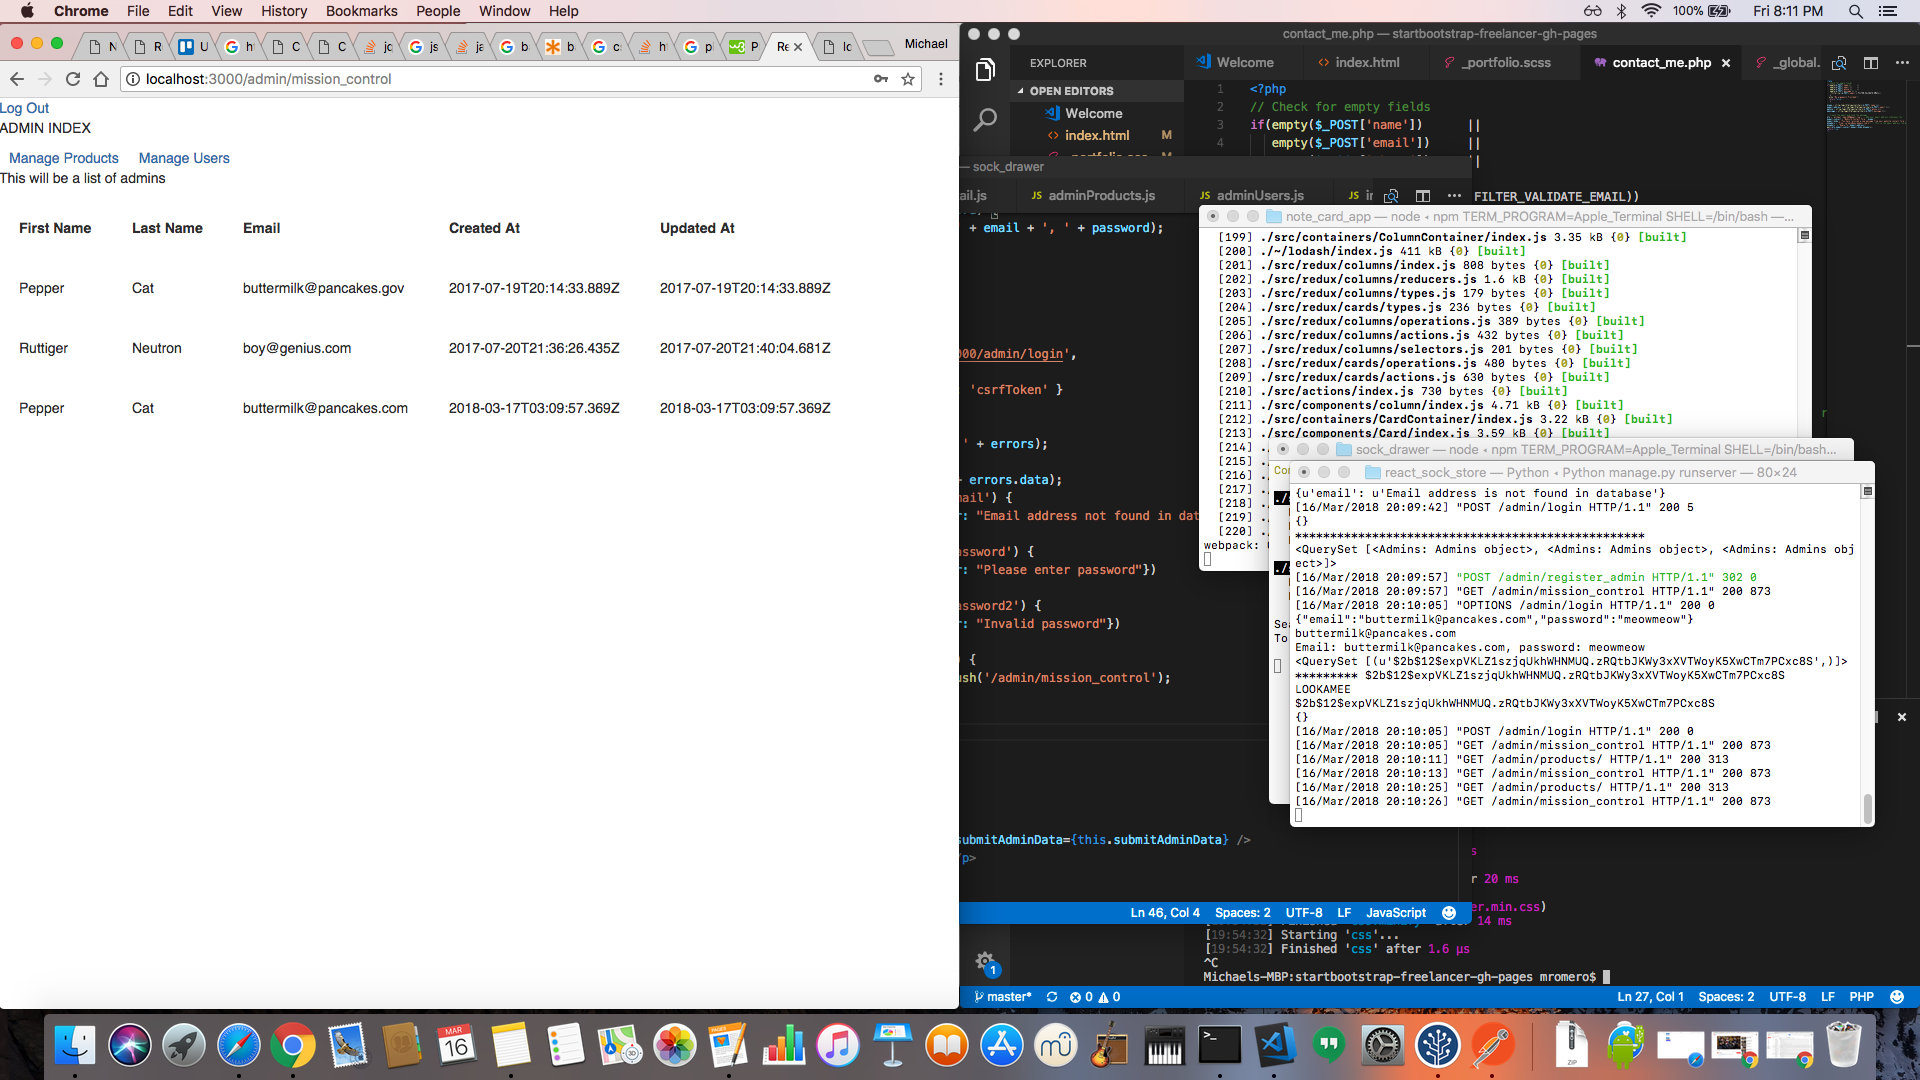 Chrome File Edit View History Bookmarks People Window Help
100% Fri 8:11 PM
Michael
localhost:3000/admin/mission_control
Log Out
ADMIN INDEX
Manage Products Manage Users
This will be a list of admins
First Name Last Name Email Created At Updated At
Pepper Cat buttermilk@pancakes.gov 2017-07-19T20:14:33.889Z 2017-07-19T20:14:33.889Z
Ruttiger Neutron boy@genius.com 2017-07-20T21:36:26.435Z 2017-07-20T21:40:04.681Z
Pepper Cat buttermilk@pancakes.com 2018-03-17T03:09:57.369Z 2018-03-17T03:09:57.369Z
contact_me.php — startbootstrap-freelancer-gh-pages
EXPLORER
Welcome index.html _portfolio.scss contact_me.php _global.
OPEN EDITORS
Welcome
index.html M
1 <?php
2 // Check for empty fields
3 if(empty($_POST['name']) ||
4 empty($_POST['email']) ||
||
FILTER_VALIDATE_EMAIL))
— sock_drawer
ail.js adminProducts.js adminUsers.js
+ email + ', ' + password);
000/admin/login',
'csrfToken' }
' + errors);
errors.data);
mail') {
r: "Email address not found in dat
assword') {
r: "Please enter password"})
assword2') {
r: "Invalid password"})
{
ush('/admin/mission_control');
submitAdminData={this.submitAdminData} />
/p>
Ln 46, Col 4 Spaces: 2 UTF-8 LF JavaScript
note_card_app — node • npm TERM_PROGRAM=Apple_Terminal SHELL=/bin/bash —...
[199] ./src/containers/ColumnContainer/index.js 3.35 kB {0} [built]
[200] ./~/lodash/index.js 411 kB {0} [built]
[201] ./src/redux/columns/index.js 808 bytes {0} [built]
[202] ./src/redux/columns/reducers.js 1.6 kB {0} [built]
[203] ./src/redux/columns/types.js 179 bytes {0} [built]
[204] ./src/redux/cards/types.js 236 bytes {0} [built]
[205] ./src/redux/columns/operations.js 389 bytes {0} [built]
[206] ./src/redux/columns/actions.js 432 bytes {0} [built]
[207] ./src/redux/columns/selectors.js 201 bytes {0} [built]
[208] ./src/redux/cards/operations.js 480 bytes {0} [built]
[209] ./src/redux/cards/actions.js 630 bytes {0} [built]
[210] ./src/actions/index.js 730 bytes {0} [built]
[211] ./src/components/column/index.js 4.71 kB {0} [built]
[212] ./src/containers/CardContainer/index.js 3.22 kB {0} [built]
[213] ./src/components/Card/index.js 3.59 kB {0} [built]
[214]
[215]
[216]
[217]
[218]
[219]
[220]
webpack:
sock_drawer — node • npm TERM_PROGRAM=Apple_Terminal SHELL=/bin/bash...
react_sock_store — Python • Python manage.py runserver — 80×24
{u'email': u'Email address is not found in database'}
[16/Mar/2018 20:09:42] "POST /admin/login HTTP/1.1" 200 5
{}
**************************************************
<QuerySet [<Admins: Admins object>, <Admins: Admins object>, <Admins: Admins obj
ect>]>
[16/Mar/2018 20:09:57] "POST /admin/register_admin HTTP/1.1" 302 0
[16/Mar/2018 20:09:57] "GET /admin/mission_control HTTP/1.1" 200 873
[16/Mar/2018 20:10:05] "OPTIONS /admin/login HTTP/1.1" 200 0
{"email":"buttermilk@pancakes.com","password":"meowmeow"}
buttermilk@pancakes.com
Email: buttermilk@pancakes.com, password: meowmeow
<QuerySet [(u'$2b$12$expVKLZ1szjqUkhWHNMUQ.zRQtbJKWy3xXVTWoyK5XwCTm7PCxc8S',)]>
********* $2b$12$expVKLZ1szjqUkhWHNMUQ.zRQtbJKWy3xXVTWoyK5XwCTm7PCxc8S
LOOKAMEE
$2b$12$expVKLZ1szjqUkhWHNMUQ.zRQtbJKWy3xXVTWoyK5XwCTm7PCxc8S
{}
[16/Mar/2018 20:10:05] "POST /admin/login HTTP/1.1" 200 0
[16/Mar/2018 20:10:05] "GET /admin/mission_control HTTP/1.1" 200 873
[16/Mar/2018 20:10:11] "GET /admin/products/ HTTP/1.1" 200 313
[16/Mar/2018 20:10:13] "GET /admin/mission_control HTTP/1.1" 200 873
[16/Mar/2018 20:10:25] "GET /admin/products/ HTTP/1.1" 200 313
[16/Mar/2018 20:10:26] "GET /admin/mission_control HTTP/1.1" 200 873
s
r 20 ms
er.min.css)
14 ms
[19:54:32] Starting 'css'...
[19:54:32] Finished 'css' after 1.6 μs
^C
Michaels-MBP:startbootstrap-freelancer-gh-pages mromero$
1
master* 0 0 Ln 27, Col 1 Spaces: 2 UTF-8 LF PHP
MAR
16
ZIP